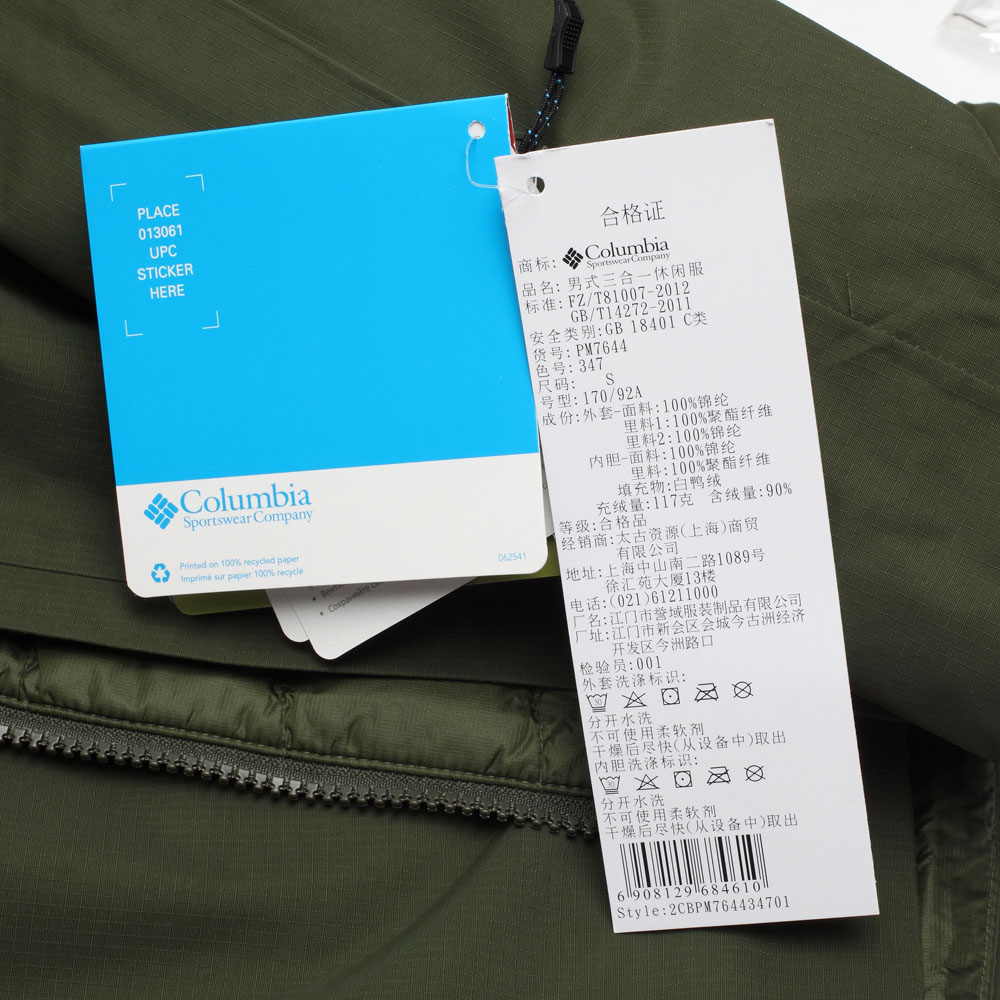 PLACE
013061
UPC
STICKER
HERE
Columbia
Sportswear Company
Printed on 100% recycled paper
Imprimé sur papier 100% recyclé
062541
合格证
商标: Columbia
Sportswear Company
品名: 男式三合一休闲服
标准: FZ/T81007-2012
GB/T14272-2011
安全类别:GB 18401 C类
货号: PM7644
色号: 347
尺码: S
号型:170/92A
成份:外套-面料:100%锦纶
里料1:100%聚酯纤维
里料2:100%锦纶
内胆-面料:100%锦纶
里料:100%聚酯纤维
填充物:白鸭绒
充绒量:117克 含绒量:90%
等级:合格品
经销商:太古资源(上海)商贸
有限公司
地址:上海中山南二路1089号
徐汇苑大厦13楼
电话:(021)61211000
厂名:江门市誉域服装制品有限公司
厂址:江门市新会区会城今古洲经济
开发区今洲路口
检验员:001
外套洗涤标识:
30
分开水洗
不可使用柔软剂
干燥后尽快(从设备中)取出
内胆洗涤标识:
30
分开水洗
不可使用柔软剂
干燥后尽快(从设备中)取出
6 908129 684610
Style:2CBPM764434701